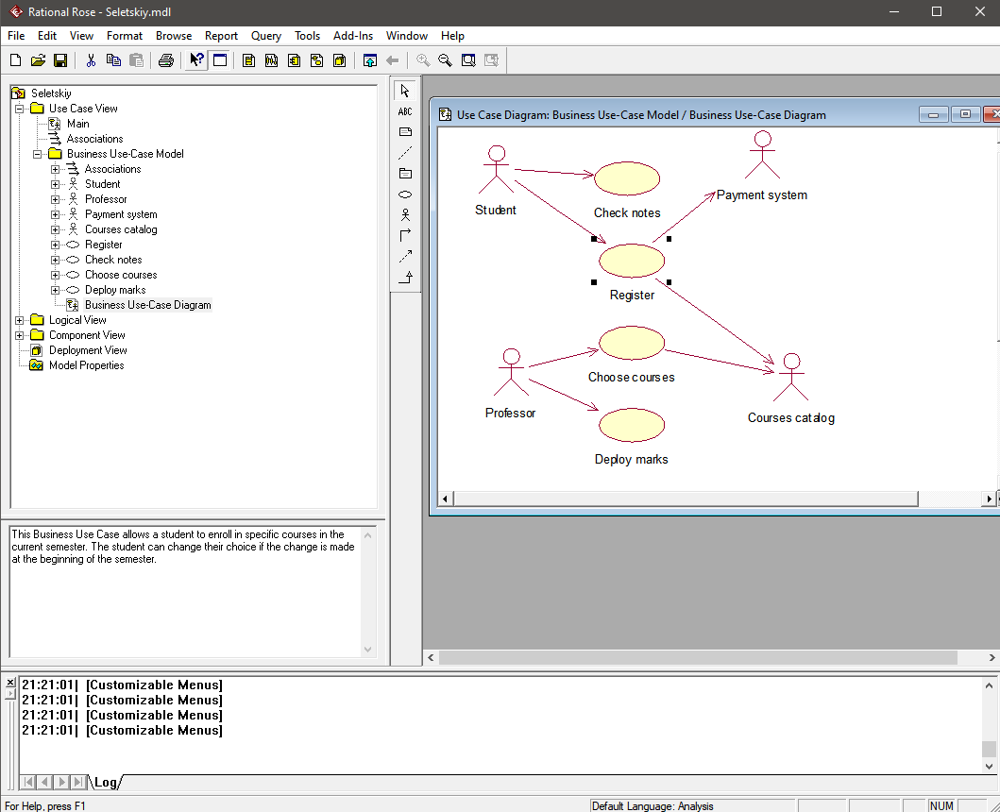 Rational Rose - Seletskiy.mdl
File Edit View Format Browse Report Query Tools Add-Ins Window Help
ABC
Seletskiy
Use Case View
Main
Associations
Business Use-Case Model
Associations
Student
Professor
Payment system
Courses catalog
Register
Check notes
Choose courses
Deploy marks
Business Use-Case Diagram
Logical View
Component View
Deployment View
Model Properties
Use Case Diagram: Business Use-Case Model / Business Use-Case Diagram
Student
Check notes
Payment system
Register
Choose courses
Professor
Courses catalog
Deploy marks
This Business Use Case allows a student to enroll in specific courses in the
current semester. The student can change their choice if the change is made
at the beginning of the semester.
21:21:01| [Customizable Menus]
21:21:01| [Customizable Menus]
21:21:01| [Customizable Menus]
21:21:01| [Customizable Menus]
Log
For Help, press F1
Default Language: Analysis
NUM